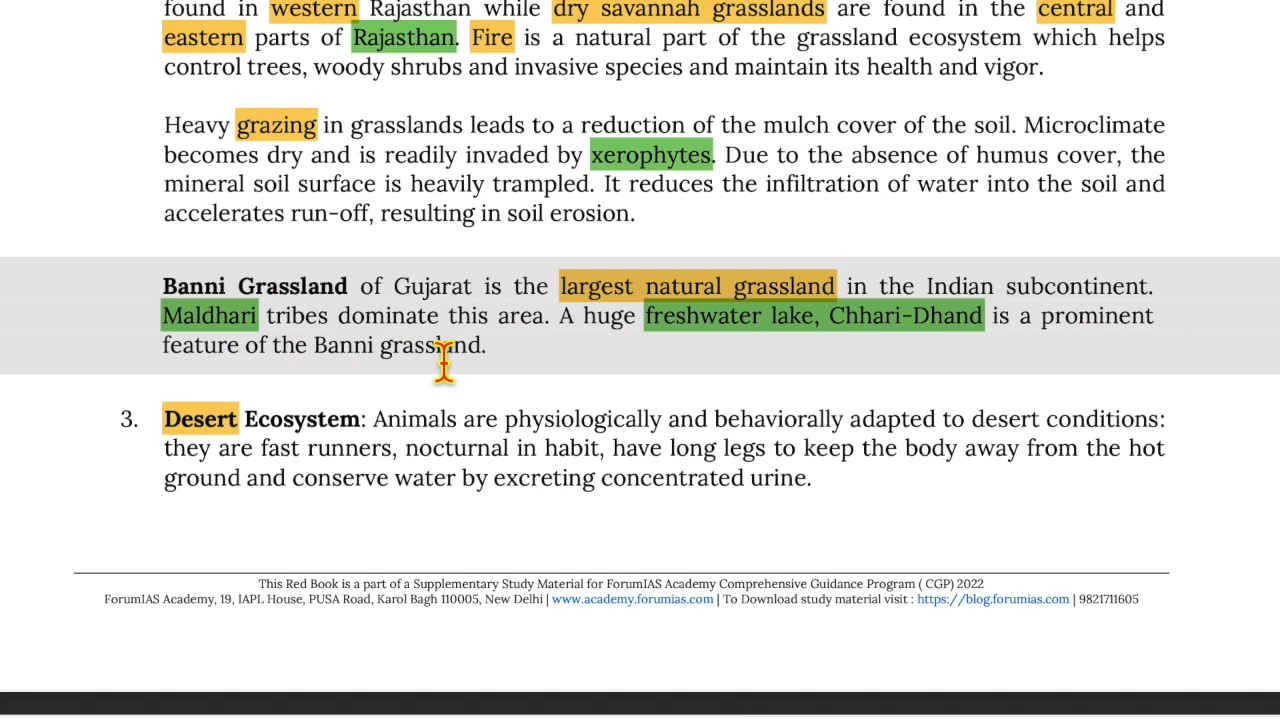 found in western Rajasthan while dry savannah grasslands are found in the central and
eastern parts of Rajasthan. Fire is a natural part of the grassland ecosystem which helps
control trees, woody shrubs and invasive species and maintain its health and vigor.
Heavy grazing in grasslands leads to a reduction of the mulch cover of the soil. Microclimate
becomes dry and is readily invaded by xerophytes. Due to the absence of humus cover, the
mineral soil surface is heavily trampled. It reduces the infiltration of water into the soil and
accelerates run-off, resulting in soil erosion.
Banni Grassland of Gujarat is the largest natural grassland in the Indian subcontinent.
Maldhari tribes dominate this area. A huge freshwater lake, Chhari-Dhand is a prominent
feature of the Banni grassland.
3. Desert Ecosystem: Animals are physiologically and behaviorally adapted to desert conditions:
they are fast runners, nocturnal in habit, have long legs to keep the body away from the hot
ground and conserve water by excreting concentrated urine.
This Red Book is a part of a Supplementary Study Material for ForumIAS Academy Comprehensive Guidance Program ( CGP) 2022
ForumIAS Academy, 19, IAPL House, PUSA Road, Karol Bagh 110005, New Delhi | www.academy.forumias.com | To Download study material visit : https://blog.forumias.com | 9821711605